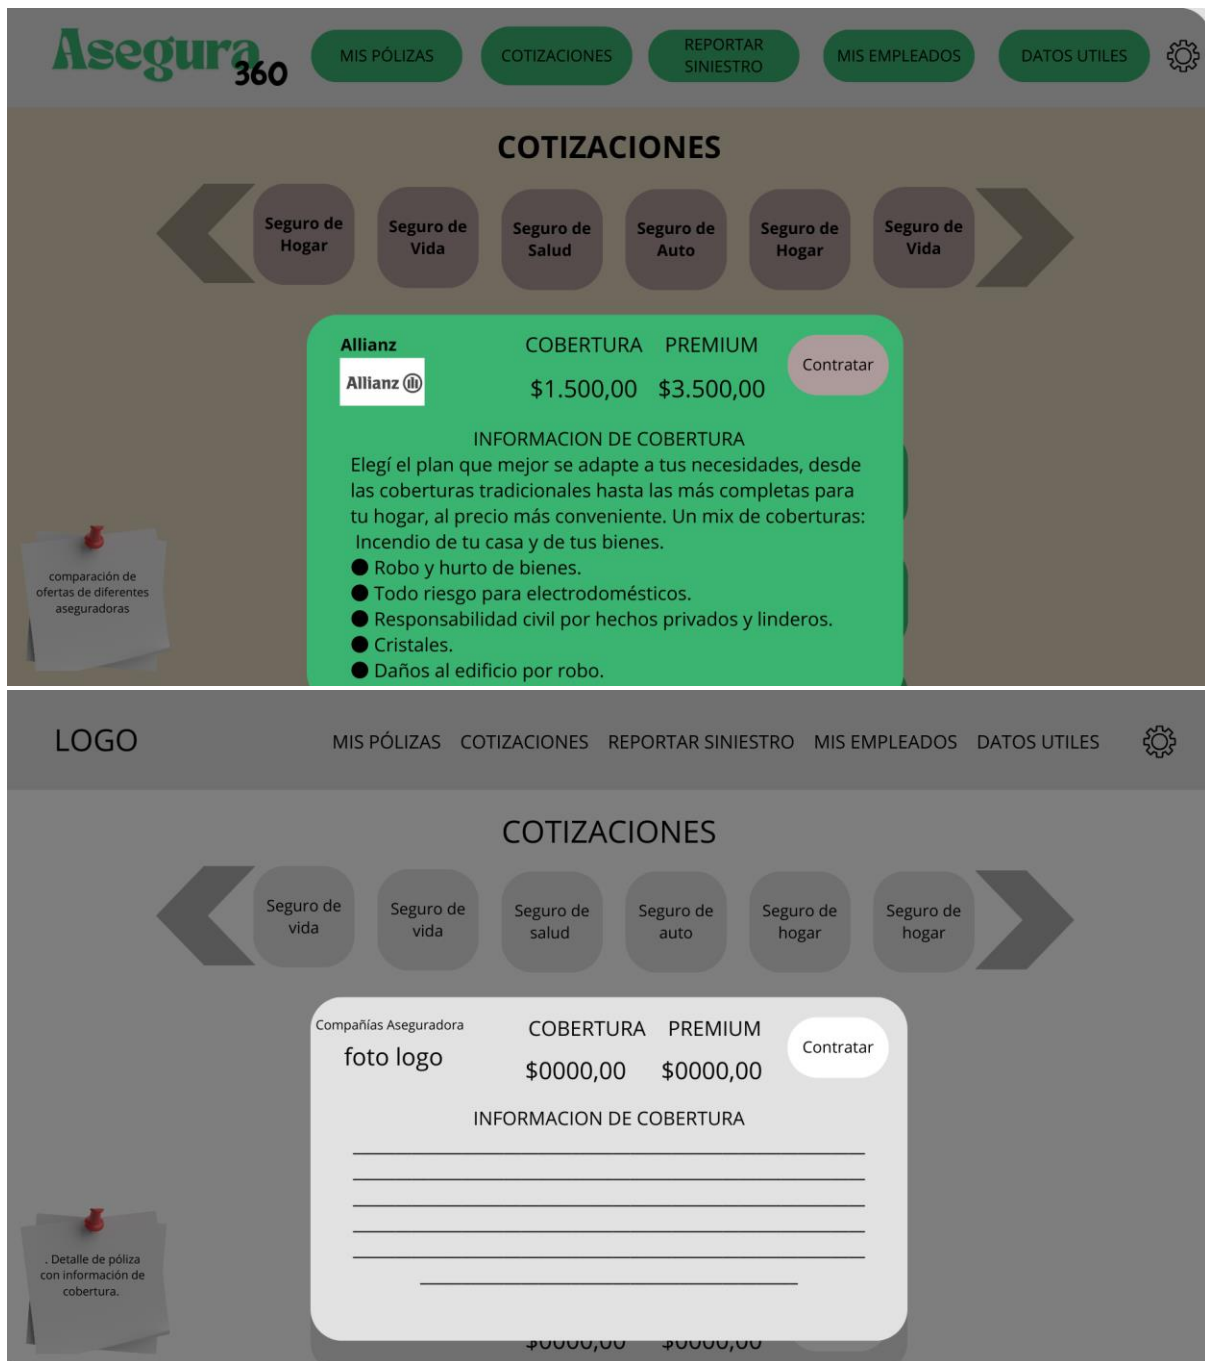 Asegura
360
MIS PÓLIZAS
COTIZACIONES
REPORTAR
SINIESTRO
MIS EMPLEADOS
DATOS UTILES
COTIZACIONES
Seguro de
Hogar
Seguro de
Vida
Seguro de
Salud
Seguro de
Auto
Seguro de
Hogar
Seguro de
Vida
Allianz
Allianz
COBERTURA PREMIUM
$1.500,00 $3.500,00
Contratar
INFORMACION DE COBERTURA
Elegí el plan que mejor se adapte a tus necesidades, desde
las coberturas tradicionales hasta las más completas para
tu hogar, al precio más conveniente. Un mix de coberturas:
Incendio de tu casa y de tus bienes.
● Robo y hurto de bienes.
● Todo riesgo para electrodomésticos.
● Responsabilidad civil por hechos privados y linderos.
● Cristales.
● Daños al edificio por robo.
comparación de
ofertas de diferentes
aseguradoras
LOGO
MIS PÓLIZAS COTIZACIONES REPORTAR SINIESTRO MIS EMPLEADOS DATOS UTILES
COTIZACIONES
Seguro de
vida
Seguro de
vida
Seguro de
salud
Seguro de
auto
Seguro de
hogar
Seguro de
hogar
Compañías Aseguradora
foto logo
COBERTURA PREMIUM
$0000,00 $0000,00
Contratar
INFORMACION DE COBERTURA
. Detalle de póliza
con información de
cobertura.
$0000,00 $0000,00